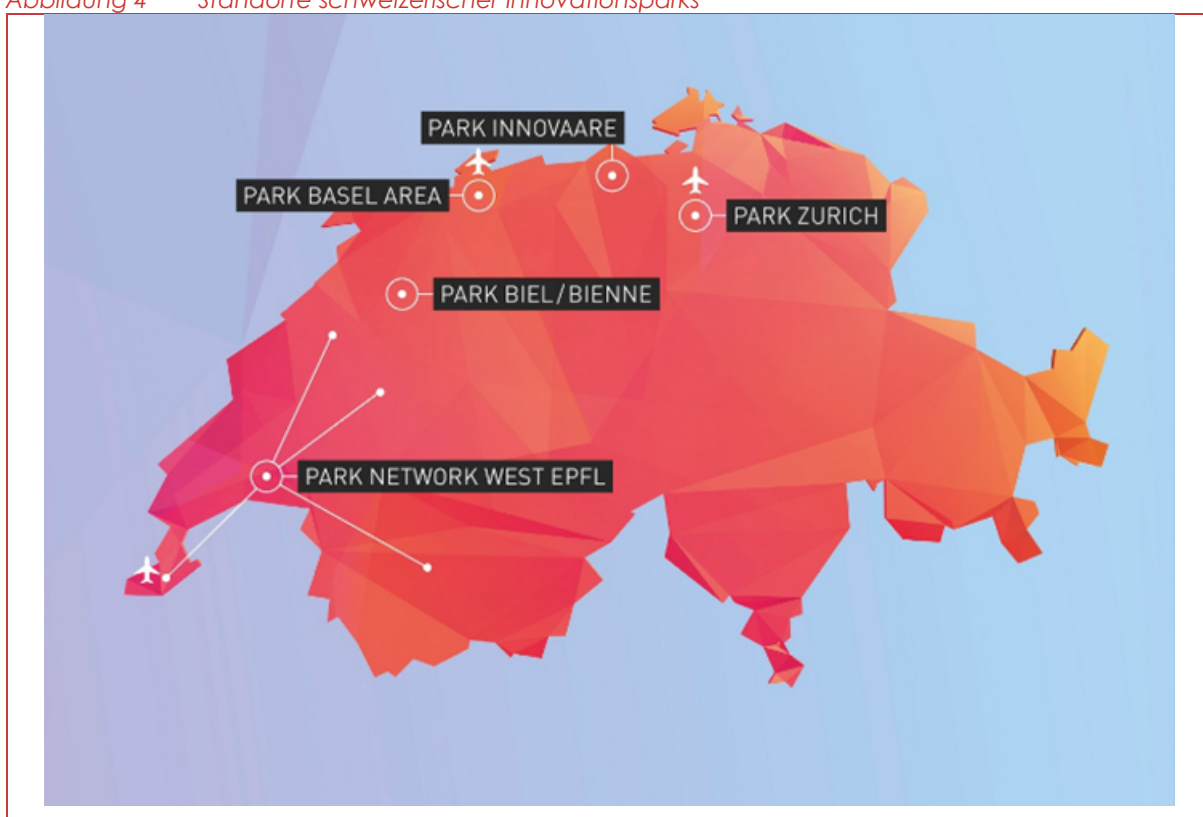 Abbildung 4 Standorte schweizerischer Innovationsparks
PARK INNOVAARE
PARK BASEL AREA
PARK ZURICH
PARK BIEL/BIENNE
PARK NETWORK WEST EPFL